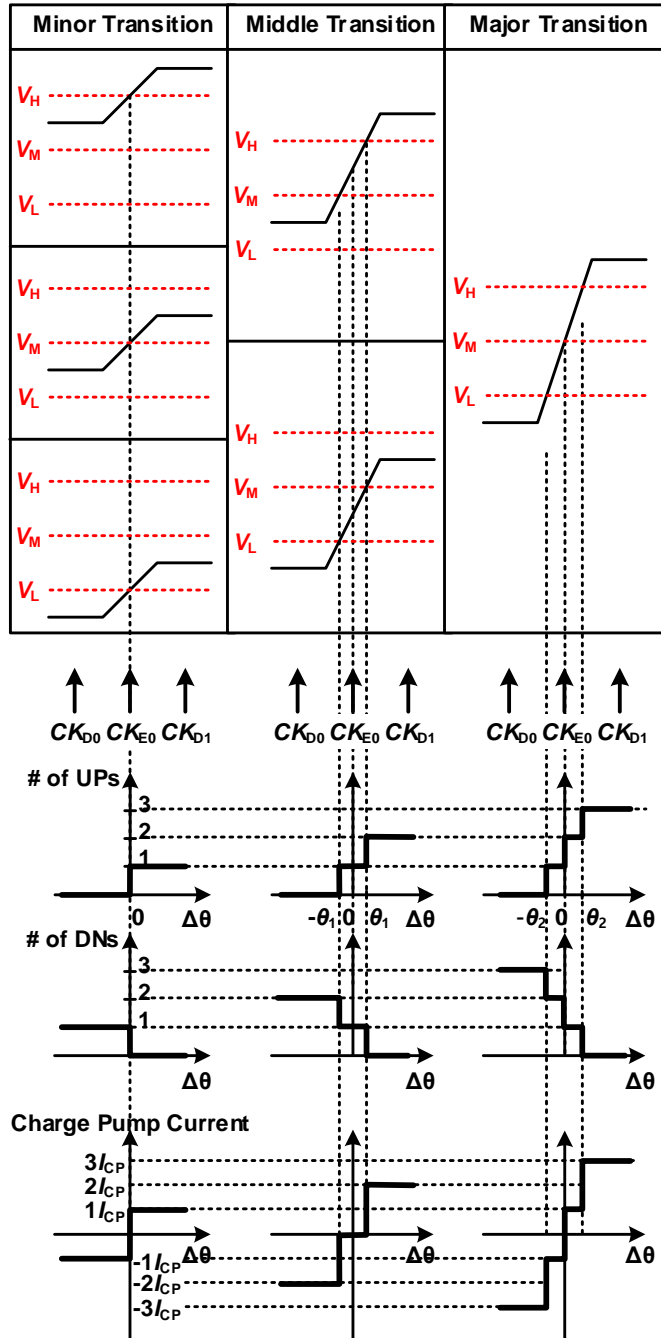 Minor Transition Middle Transition Major Transition
VH
VM
VL
VH
VM
VL
VH
VM
VL
VH
VM
VL
VH
VM
VL
VH
VM
VL
CKD0 CKE0 CKD1 CKD0 CKE0 CKD1 CKD0 CKE0 CKD1
# of UPs
3
2
1
0 Δθ -θ1 0 θ1 Δθ -θ2 0 θ2 Δθ
# of DNs
3
2
1
Δθ Δθ Δθ
Charge Pump Current
3ICP
2ICP
1ICP
-1ICP
-2ICP
-3ICP